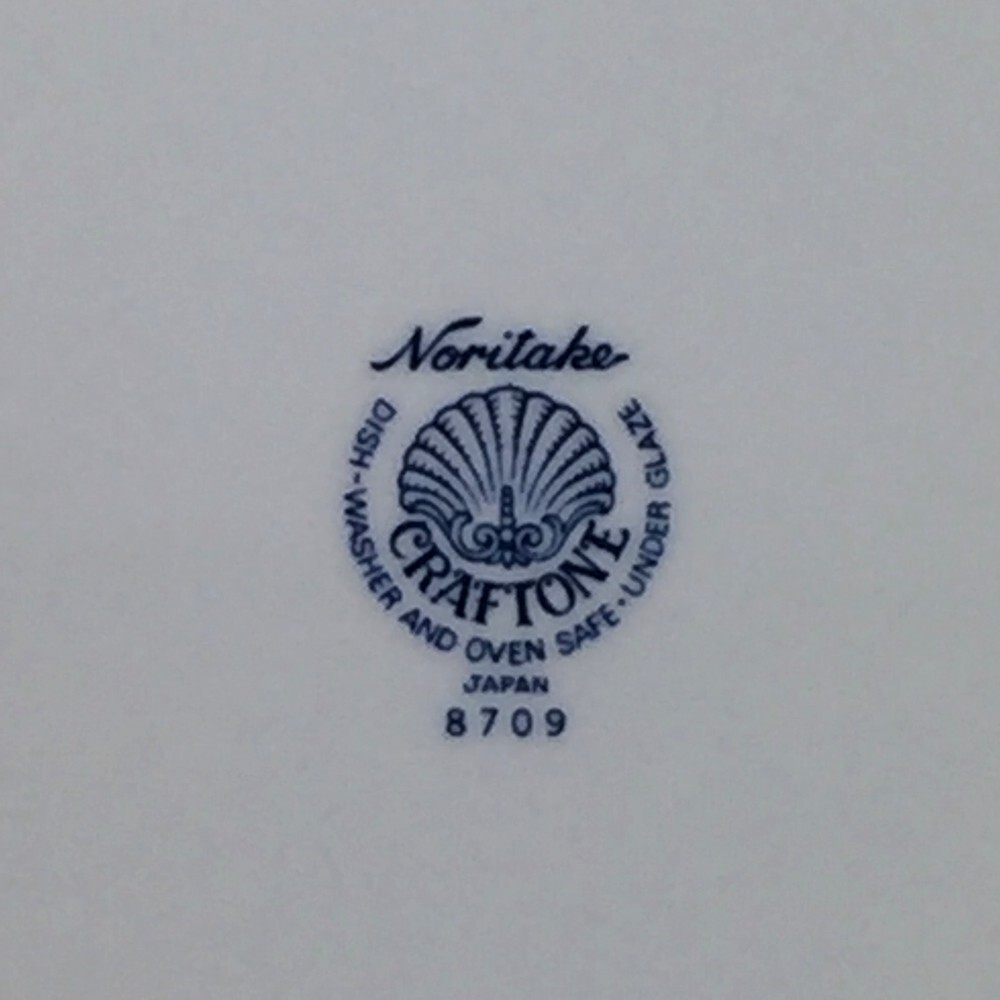 Noritake
CRAFTONE
DISH-WASHER AND OVEN SAFE·UNDER GLAZE
JAPAN
8709